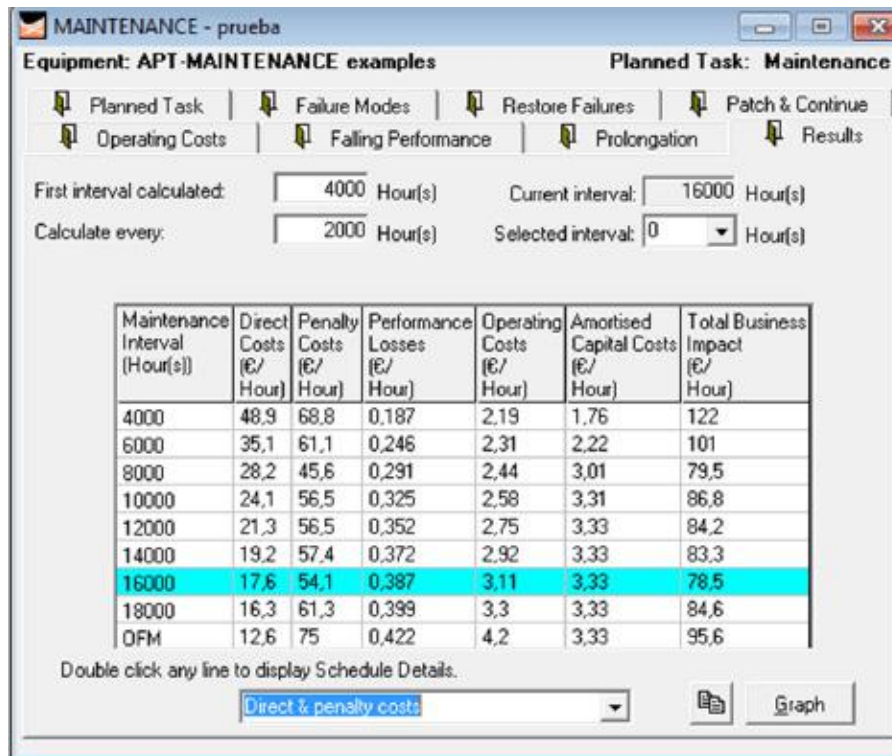 MAINTENANCE - prueba
Equipment: APT-MAINTENANCE examples Planned Task: Maintenance
Planned Task Failure Modes Restore Failures Patch & Continue
Operating Costs Falling Performance Prolongation Results
First interval calculated: 4000 Hour(s) Current interval: 16000 Hour(s)
Calculate every: 2000 Hour(s) Selected interval: 0 Hour(s)
Maintenance Direct Penalty Performance Operating Amortised Total Business
Interval Costs Costs Losses Costs Capital Costs Impact
(Hour(s)) (€/ (€/ (€/ (€/ (€/ (€/
Hour) Hour) Hour) Hour) Hour) Hour)
4000 48,9 68,8 0,187 2,19 1,76 122
6000 35,1 61,1 0,246 2,31 2,22 101
8000 28,2 45,6 0,291 2,44 3,01 79,5
10000 24,1 56,5 0,325 2,58 3,31 86,8
12000 21,3 56,5 0,352 2,75 3,33 84,2
14000 19,2 57,4 0,372 2,92 3,33 83,3
16000 17,6 54,1 0,387 3,11 3,33 78,5
18000 16,3 61,3 0,399 3,3 3,33 84,6
OFM 12,6 75 0,422 4,2 3,33 95,6
Double click any line to display Schedule Details.
Direct & penalty costs Graph